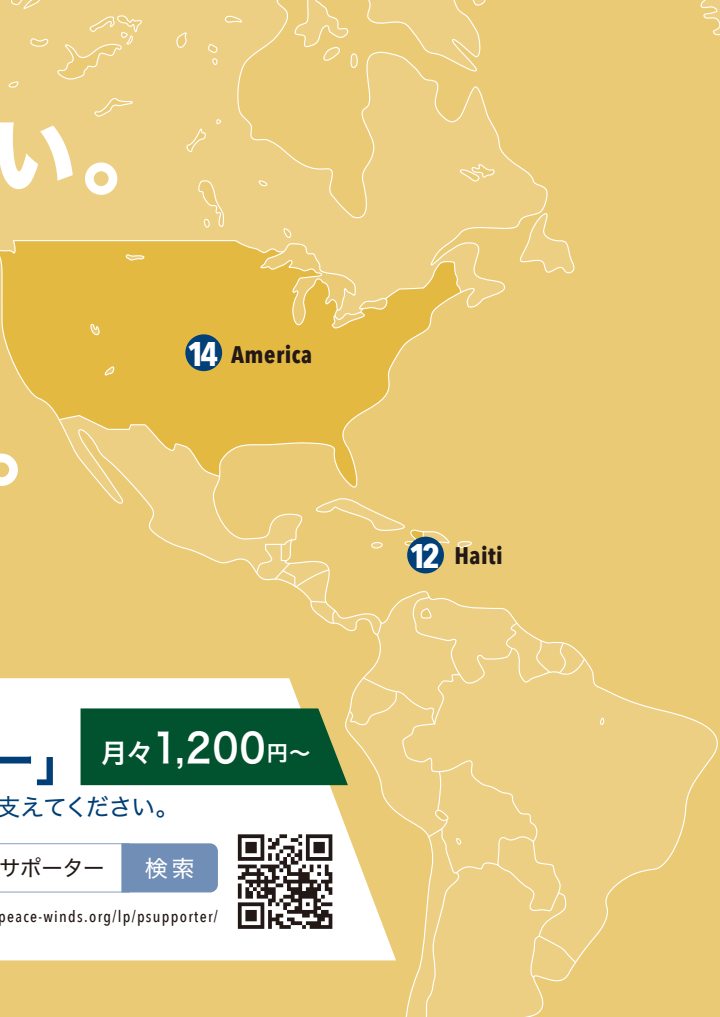 い。
14 America
。
12 Haiti
ー」
月々1,200円～
支えてください。
サポーター 検索
peace-winds.org/lp/psupporter/